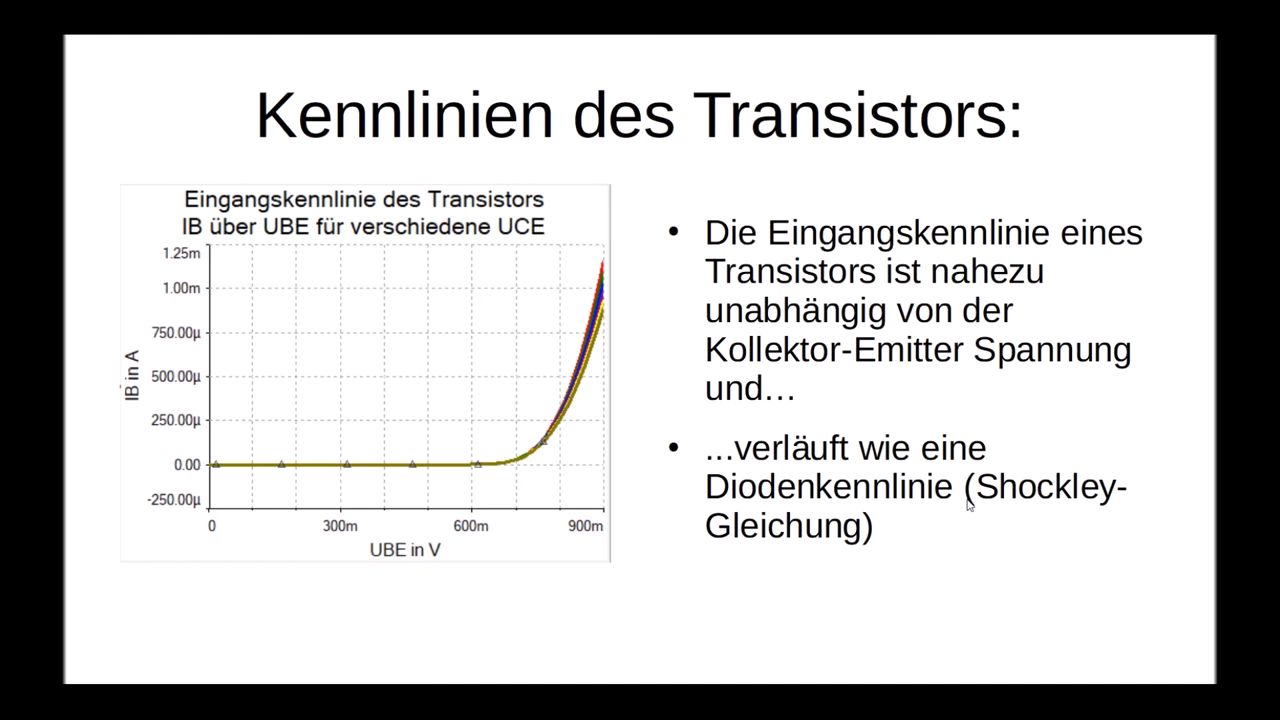 Kennlinien des Transistors:
Eingangskennlinie des Transistors
IB über UBE für verschiedene UCE
1.25m
1.00m
750.00µ
500.00µ
250.00µ
0.00
-250.00µ
IB in A
0 300m 600m 900m
UBE in V
• Die Eingangskennlinie eines
Transistors ist nahezu
unabhängig von der
Kollektor-Emitter Spannung
und…
• ...verläuft wie eine
Diodenkennlinie (Shockley-
Gleichung)